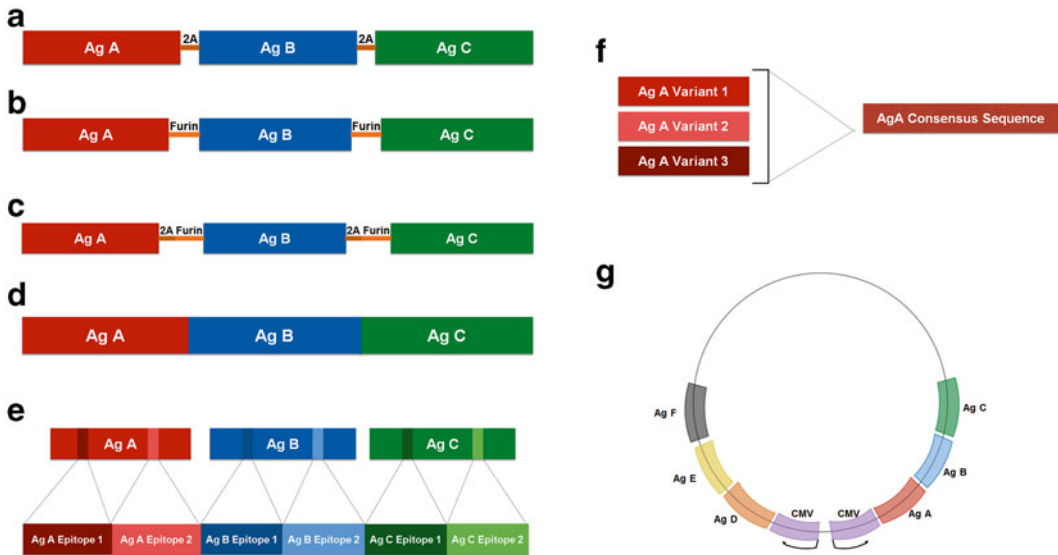 a
Ag A 2A Ag B 2A Ag C
b
Ag A Furin Ag B Furin Ag C
c
Ag A 2A Furin Ag B 2A Furin Ag C
d
Ag A Ag B Ag C
e
Ag A Ag B Ag C
Ag A Epitope 1 Ag A Epitope 2 Ag B Epitope 1 Ag B Epitope 2 Ag C Epitope 1 Ag C Epitope 2
f
Ag A Variant 1
Ag A Variant 2
Ag A Variant 3
AgA Consensus Sequence
g
Ag F
Ag E
Ag D
CMV
CMV
Ag A
Ag B
Ag C